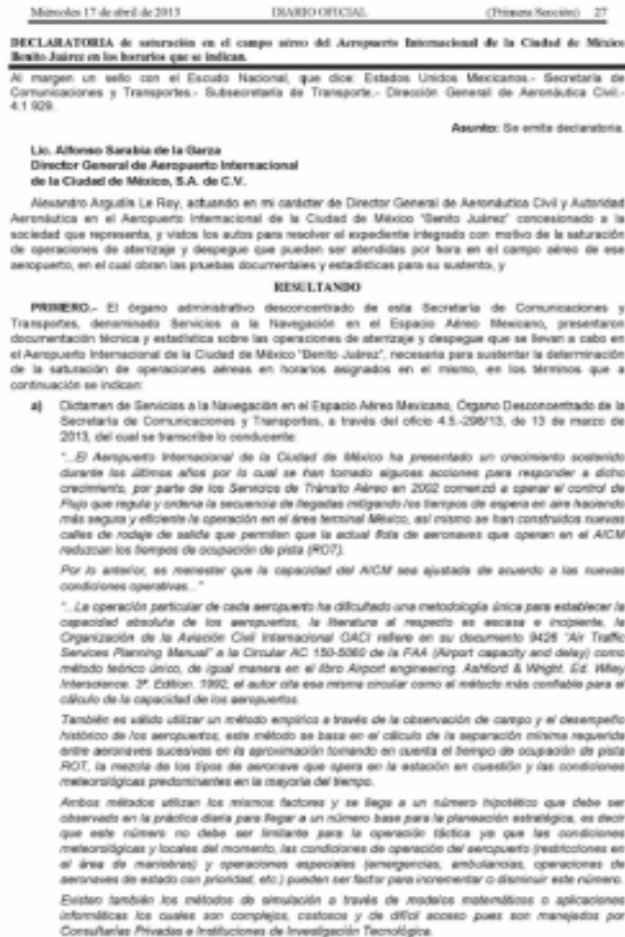 Miércoles 17 de abril de 2013 DIARIO OFICIAL (Primera Sección) 27
DECLARATORIA de saturación en el campo aéreo del Aeropuerto Internacional de la Ciudad de México
Benito Juárez en los horarios que se indican.
Al margen un sello con el Escudo Nacional, que dice: Estados Unidos Mexicanos.- Secretaría de
Comunicaciones y Transportes.- Subsecretaría de Transporte.- Dirección General de Aeronáutica Civil.-
4.1 929.
Asunto: Se emite declaratoria.
Lic. Alfonso Sarabia de la Garza
Director General de Aeropuerto Internacional
de la Ciudad de México, S.A. de C.V.
Alexandro Argudín Le Roy, actuando en mi carácter de Director General de Aeronáutica Civil y Autoridad
Aeronáutica en el Aeropuerto Internacional de la Ciudad de México "Benito Juárez" concesionado a la
sociedad que representa, y vistos los autos para resolver el expediente integrado con motivo de la saturación
de operaciones de aterrizaje y despegue que pueden ser atendidas por hora en el campo aéreo de ese
aeropuerto, en el cual obran las pruebas documentales y estadísticas para su sustento, y
RESULTANDO
PRIMERO.- El órgano administrativo desconcentrado de esta Secretaría de Comunicaciones y
Transportes, denominado Servicios a la Navegación en el Espacio Aéreo Mexicano, presentaron
documentación técnica y estadística sobre las operaciones de aterrizaje y despegue que se llevan a cabo en
el Aeropuerto Internacional de la Ciudad de México "Benito Juárez", necesaria para sustentar la determinación
de la saturación de operaciones aéreas en horarios asignados en el mismo, en los términos que a
continuación se indican:
a) Dictamen de Servicios a la Navegación en el Espacio Aéreo Mexicano, Órgano Desconcentrado de la
Secretaría de Comunicaciones y Transportes, a través del oficio 4.5.-298/13, de 13 de marzo de
2013, del cual se transcribe lo conducente:
"...El Aeropuerto Internacional de la Ciudad de México ha presentado un crecimiento sostenido
durante los últimos años por lo cual se han tomado algunas acciones para responder a dicho
crecimiento, por parte de los Servicios de Tránsito Aéreo en 2002 comenzó a operar el control de
Flujo que regula y ordena la secuencia de llegadas mitigando los tiempos de espera en aire haciendo
más segura y eficiente la operación en el área terminal México, así mismo se han construidos nuevas
calles de rodaje de salida que permiten que la actual flota de aeronaves que operan en el AICM
reduzcan los tiempos de ocupación de pista (ROT).
Por lo anterior, es menester que la capacidad del AICM sea ajustada de acuerdo a las nuevas
condiciones operativas..."
"...La operación particular de cada aeropuerto ha dificultado una metodología única para establecer la
capacidad absoluta de los aeropuertos, la literatura al respecto es escasa e incipiente, la
Organización de la Aviación Civil Internacional OACI refiere en su documento 9426 "Air Traffic
Services Planning Manual" a la Circular AC 150-5060 de la FAA (Airport capacity and delay) como
método teórico único, de igual manera en el libro Airport engineering. Ashford & Wright. Ed. Wiley
Interscience. 3ª. Edition. 1992, el autor cita esa misma circular como el método más confiable para el
cálculo de la capacidad de los aeropuertos.
También es válido utilizar un método empírico a través de la observación de campo y el desempeño
histórico de los aeropuertos, este método se basa en el cálculo de la separación mínima requerida
entre aeronaves sucesivas en la aproximación tomando en cuenta el tiempo de ocupación de pista
ROT, la mezcla de los tipos de aeronave que opera en la estación en cuestión y las condiciones
meteorológicas predominantes en la mayoría del tiempo.
Ambos métodos utilizan los mismos factores y se llega a un número hipotético que debe ser
observado en la práctica diaria para llegar a un número base para la planeación estratégica, es decir
que este número no debe ser limitante para la operación táctica ya que las condiciones
meteorológicas y locales del momento, las condiciones de operación del aeropuerto (restricciones en
el área de maniobras) y operaciones especiales (emergencias, ambulancias, operaciones de
aeronaves de estado con prioridad, etc.) pueden ser factor para incrementar o disminuir este número.
Existen también los métodos de simulación a través de modelos matemáticos o aplicaciones
informáticas los cuales son complejos, costosos y de difícil acceso pues son manejados por
Consultarías Privadas e Instituciones de Investigación Tecnológica.